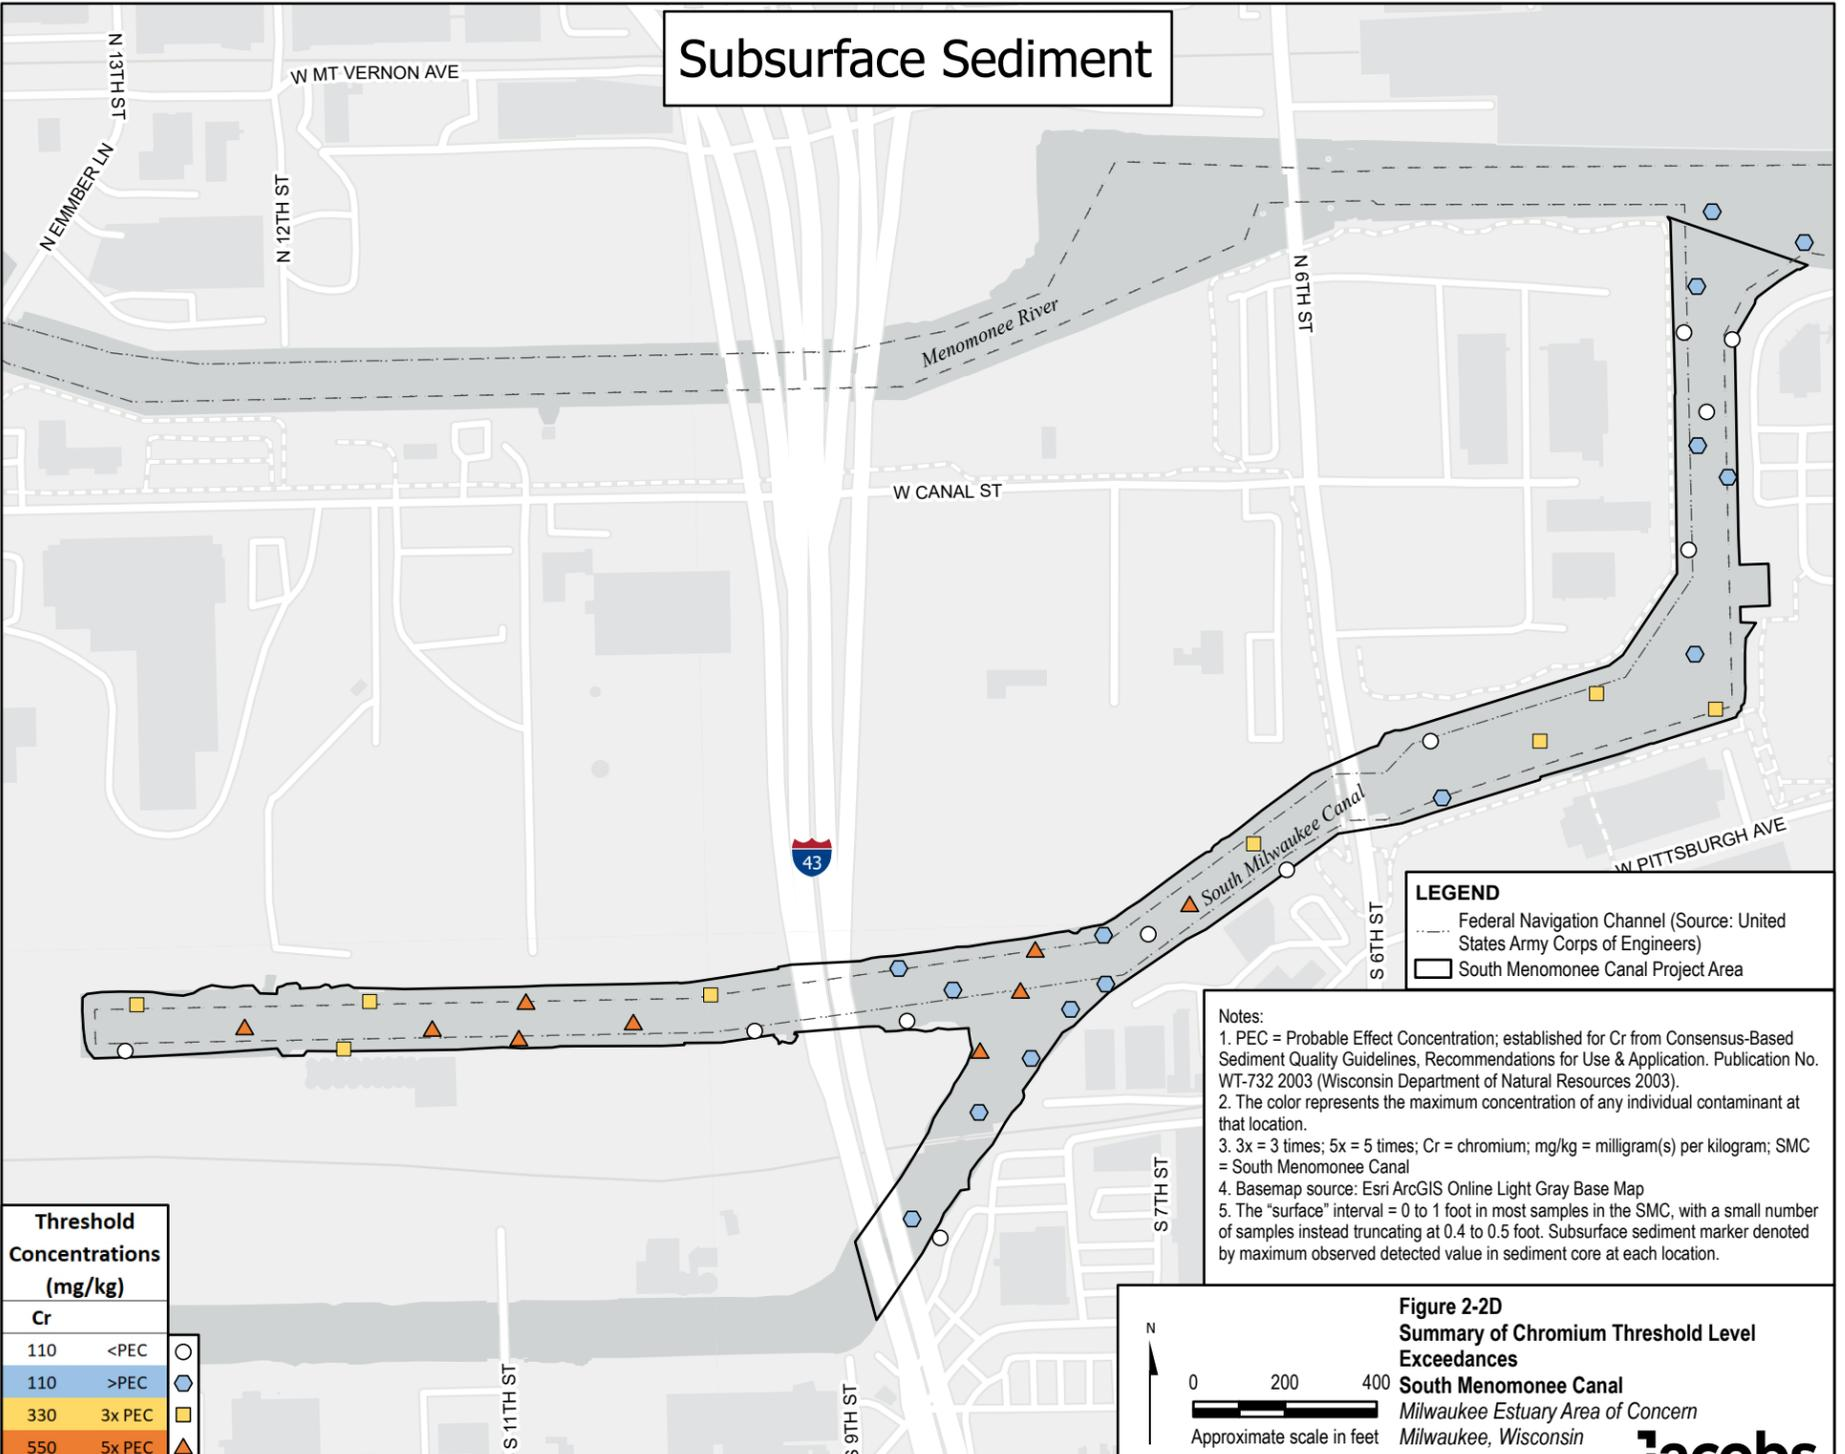 Subsurface Sediment
N 13TH ST
W MT VERNON AVE
N EMMBER LN
N 12TH ST
N 6TH ST
Menomonee River
W CANAL ST
43
South Milwaukee Canal
W PITTSBURGH AVE
S 6TH ST
S 7TH ST
S 11TH ST
S 9TH ST
LEGEND
Federal Navigation Channel (Source: United
States Army Corps of Engineers)
South Menomonee Canal Project Area
Notes:
1. PEC = Probable Effect Concentration; established for Cr from Consensus-Based
Sediment Quality Guidelines, Recommendations for Use & Application. Publication No.
WT-732 2003 (Wisconsin Department of Natural Resources 2003).
2. The color represents the maximum concentration of any individual contaminant at
that location.
3. 3x = 3 times; 5x = 5 times; Cr = chromium; mg/kg = milligram(s) per kilogram; SMC
= South Menomonee Canal
4. Basemap source: Esri ArcGIS Online Light Gray Base Map
5. The “surface” interval = 0 to 1 foot in most samples in the SMC, with a small number
of samples instead truncating at 0.4 to 0.5 foot. Subsurface sediment marker denoted
by maximum observed detected value in sediment core at each location.
Threshold
Concentrations
(mg/kg)
Cr
110 <PEC
110 >PEC
330 3x PEC
550 5x PEC
N
0 200 400
Approximate scale in feet
Figure 2-2D
Summary of Chromium Threshold Level
Exceedances
South Menomonee Canal
Milwaukee Estuary Area of Concern
Milwaukee, Wisconsin
Jacobs